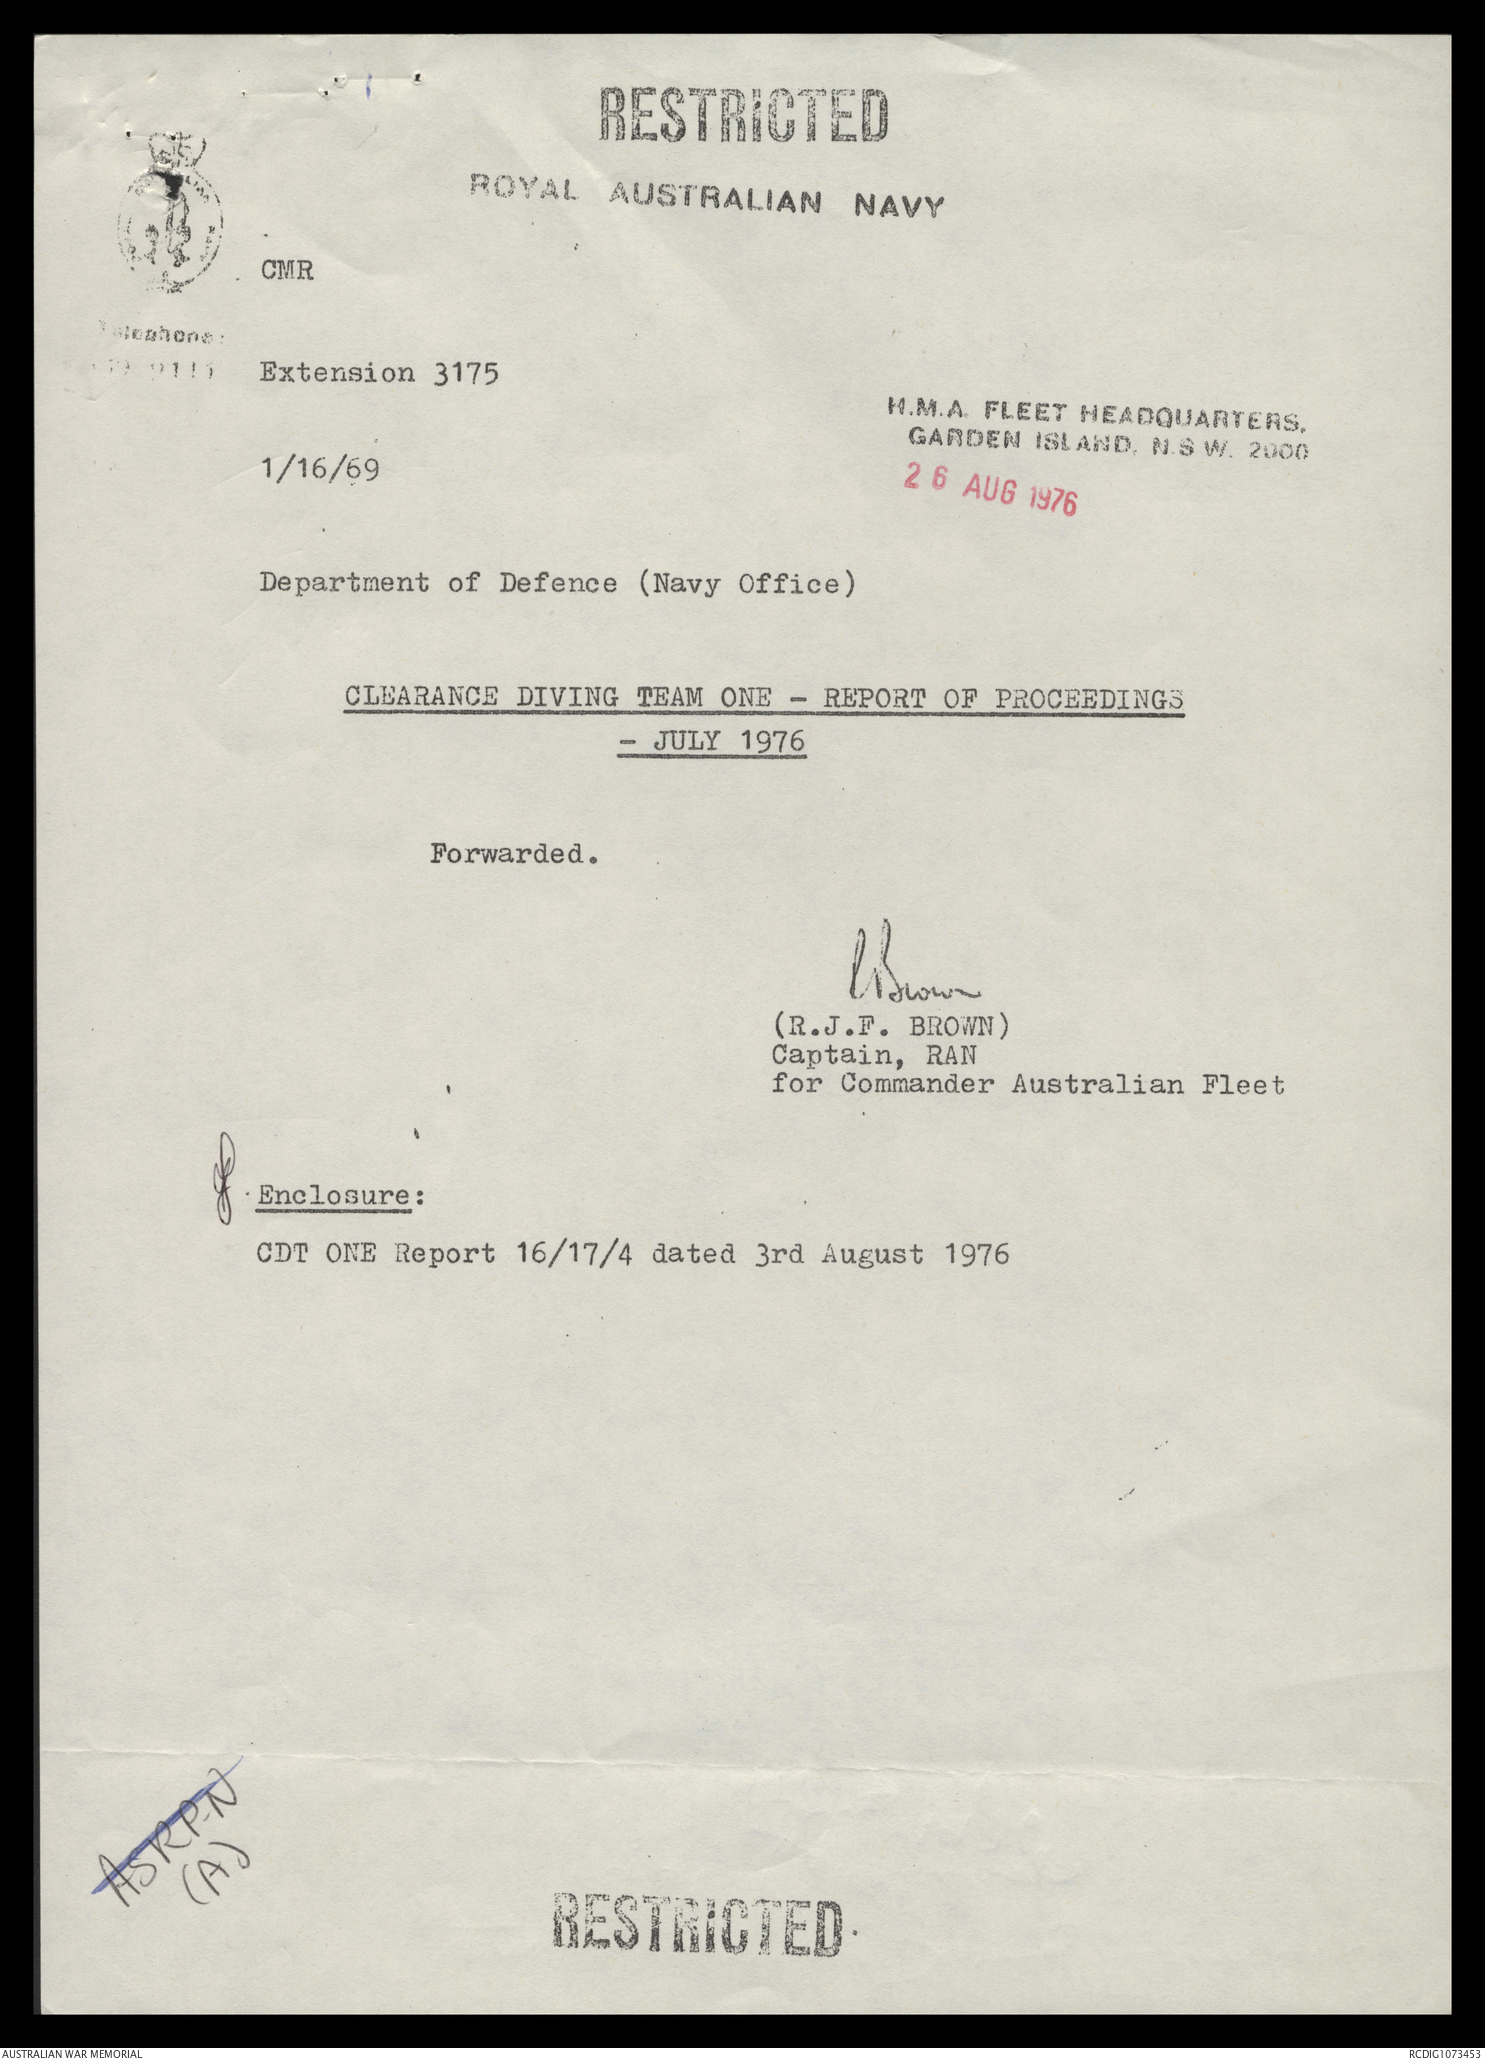 RESTRICTED
ROYAL AUSTRALIAN NAVY
CMR
Telephone:
Extension 3175
H.M.A. FLEET HEADQUARTERS,
GARDEN ISLAND, N.S.W. 2000
1/16/69
26 AUG 1976
Department of Defence (Navy Office)
CLEARANCE DIVING TEAM ONE - REPORT OF PROCEEDINGS
- JULY 1976
Forwarded.
RBrown
(R.J.F. BROWN)
Captain, RAN
for Commander Australian Fleet
Enclosure:
CDT ONE Report 16/17/4 dated 3rd August 1976
ASRP-N
(A)
RESTRICTED
AUSTRALIAN WAR MEMORIAL
RCDIG1073453